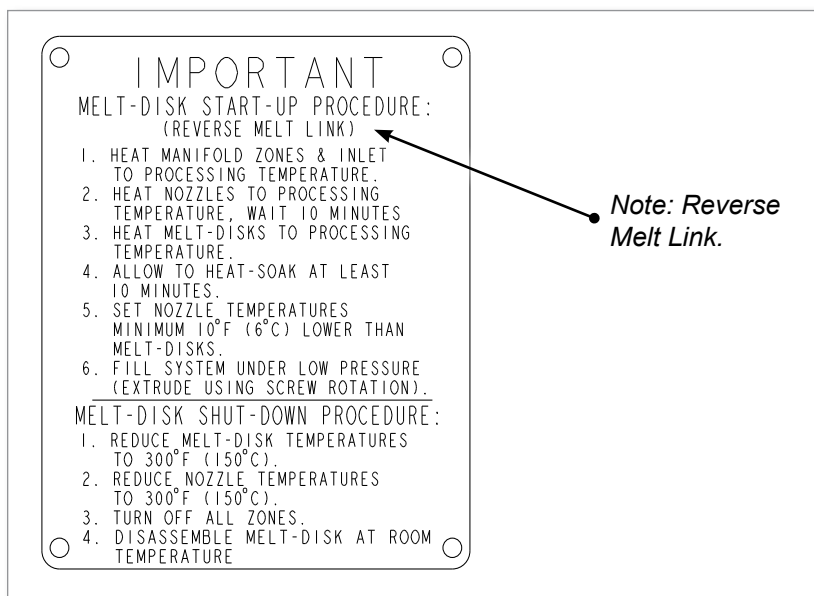 IMPORTANT
MELT-DISK START-UP PROCEDURE:
(REVERSE MELT LINK)
1. HEAT MANIFOLD ZONES & INLET
TO PROCESSING TEMPERATURE.
2. HEAT NOZZLES TO PROCESSING
TEMPERATURE, WAIT 10 MINUTES
3. HEAT MELT-DISKS TO PROCESSING
TEMPERATURE.
4. ALLOW TO HEAT-SOAK AT LEAST
10 MINUTES.
5. SET NOZZLE TEMPERATURES
MINIMUM 10°F (6°C) LOWER THAN
MELT-DISKS.
6. FILL SYSTEM UNDER LOW PRESSURE
(EXTRUDE USING SCREW ROTATION).
MELT-DISK SHUT-DOWN PROCEDURE:
1. REDUCE MELT-DISK TEMPERATURES
TO 300°F (150°C).
2. REDUCE NOZZLE TEMPERATURES
TO 300°F (150°C).
3. TURN OFF ALL ZONES.
4. DISASSEMBLE MELT-DISK AT ROOM
TEMPERATURE
Note: Reverse
Melt Link.